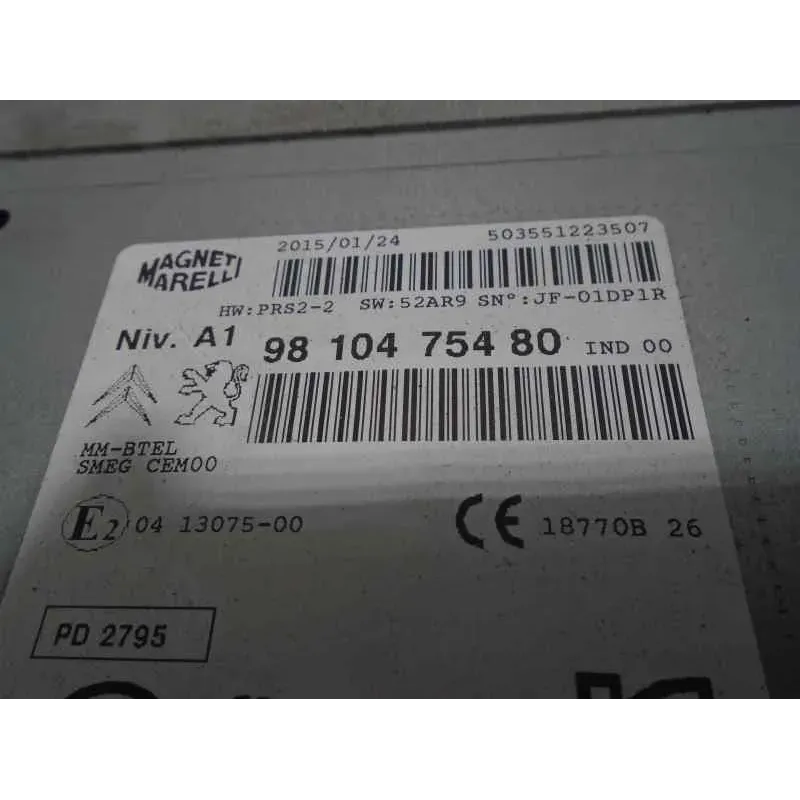 MAGNETI MARELLI
2015/01/24 503551223507
HW:PRS2-2 SW:52AR9 SN°:JF-01DP1R
Niv. A1 98 104 754 80 IND 00
MM-BTEL
SMEG CEM00
E2 04 13075-00 CE 18770B 26
PD 2795